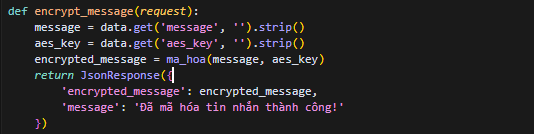 def encrypt_message(request):
    message = data.get('message', '').strip()
    aes_key = data.get('aes_key', '').strip()
    encrypted_message = ma_hoa(message, aes_key)
    return JsonResponse({
        'encrypted_message': encrypted_message,
        'message': 'Đã mã hóa tin nhắn thành công!'
    })